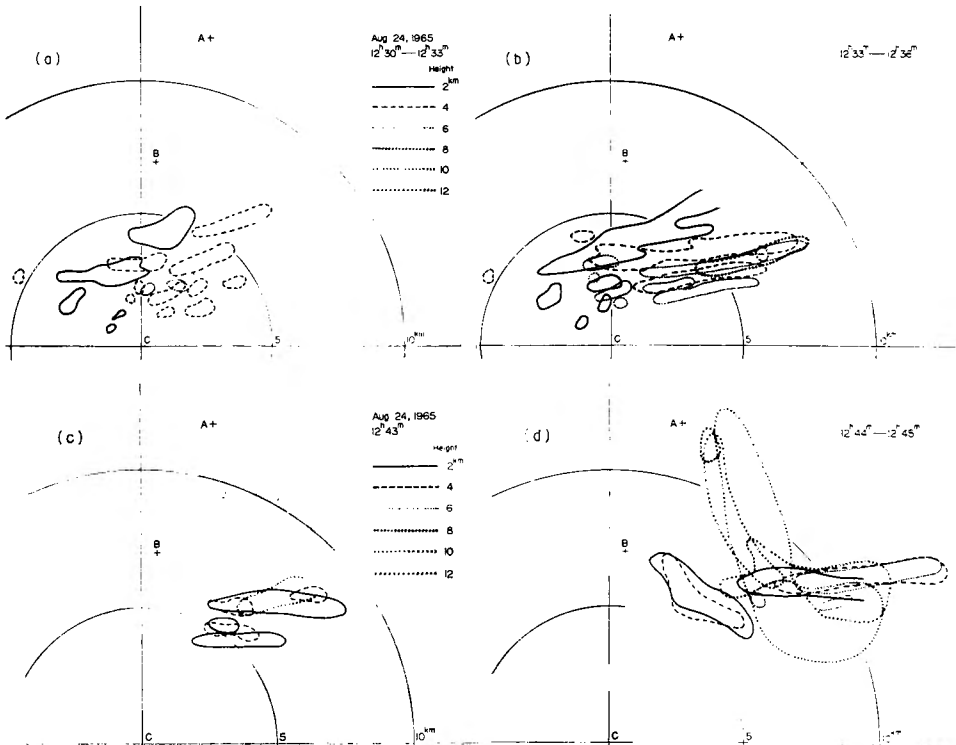 (a)
A+
Aug 24, 1965
12h30m—12h33m
Height
2km
4
6
8
10
12
B
C
5
10km
(b)
A+
12h33m—12h36m
B
C
5
(c)
A+
Aug 24, 1965
12h43m
Height
2km
4
6
8
10
12
B
C
5
10km
(d)
A+
12h44m—12h45m
B
C
5